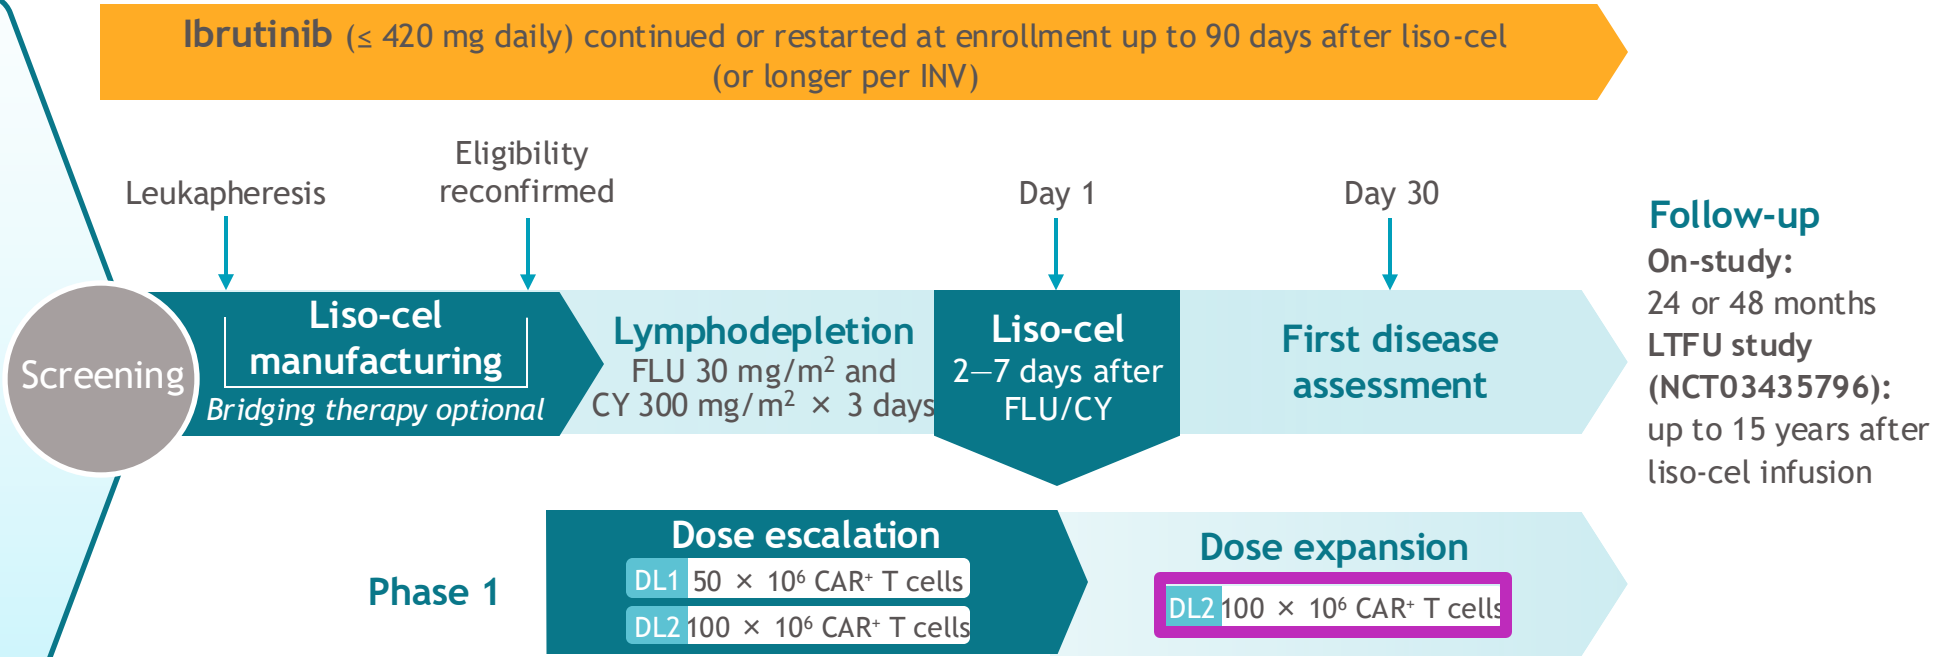 Ibrutinib (≤ 420 mg daily) continued or restarted at enrollment up to 90 days after liso-cel
(or longer per INV)
Leukapheresis
Eligibility
reconfirmed
Day 1
Day 30
Screening
Liso-cel
manufacturing
Bridging therapy optional
Lymphodepletion
FLU 30 mg/m² and
CY 300 mg/m² × 3 days
Liso-cel
2–7 days after
FLU/CY
First disease
assessment
Follow-up
On-study:
24 or 48 months
LTFU study
(NCT03435796):
up to 15 years after
liso-cel infusion
Phase 1
Dose escalation
DL1 50 × 10⁶ CAR⁺ T cells
DL2 100 × 10⁶ CAR⁺ T cells
Dose expansion
DL2 100 × 10⁶ CAR⁺ T cells